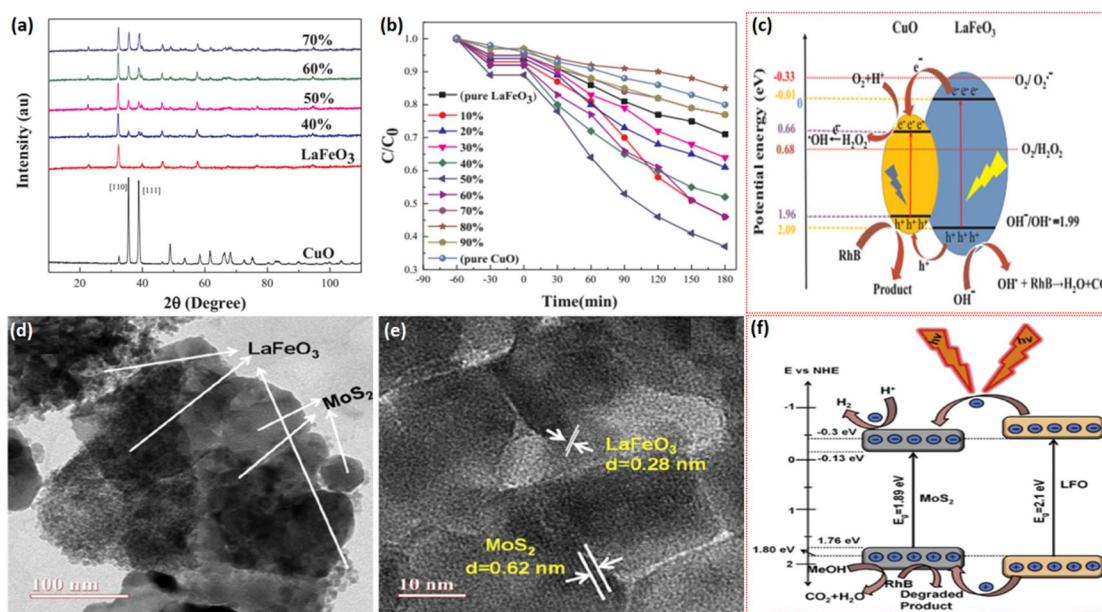 (a)
70%
60%
50%
40%
LaFeO₃
[110]
[111]
CuO
Intensity (au)
20 40 60 80 100
2θ (Degree)
(b)
1.0
0.9
0.8
0.7
0.6
0.5
0.4
0.3
C/C₀
(pure LaFeO₃)
10%
20%
30%
40%
50%
60%
70%
80%
90%
(pure CuO)
-90 -60 -30 0 30 60 90 120 150 180
Time(min)
(c)
CuO LaFeO₃
Potential energy (eV)
-0.33
-0.01
0
0.66
0.68
1.96
2.09
O₂+H⁺
e⁻
O₂/ O₂•⁻
e⁻ e⁻ e⁻
e⁻ e⁻ e⁻
•OH H₂O₂
e⁻
O₂/H₂O₂
OH⁻/OH•=1.99
h⁺ h⁺ h⁺
h⁺ h⁺ h⁺
RhB
h⁺
Product
OH⁻
OH• + RhB→H₂O+CO
(d)
LaFeO₃
MoS₂
100 nm
(e)
LaFeO₃
d=0.28 nm
MoS₂
d=0.62 nm
10 nm
(f)
hν hν
E vs NHE
H₂ H⁺
-1
-0.3 eV
-0.13 eV
0
1
1.76 eV
1.80 eV
2
Eg=1.89 eV
MoS₂
Eg=2.1 eV
LFO
MeOH
RhB
CO₂+H₂O
Degraded
Product